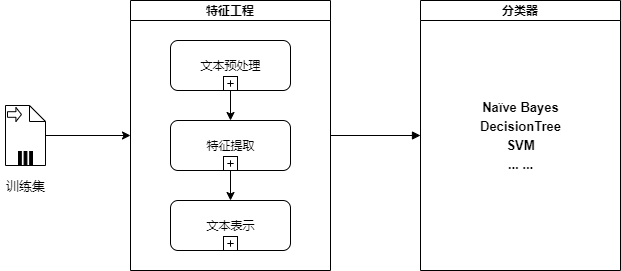 训练集
特征工程
文本预处理
特征提取
文本表示
分类器
Naïve Bayes
DecisionTree
SVM
... ...